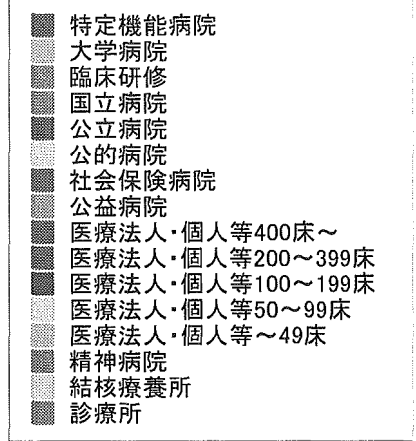 特定機能病院
大学病院
臨床研修
国立病院
公立病院
公的病院
社会保険病院
公益病院
医療法人・個人等400床～
医療法人・個人等200～399床
医療法人・個人等100～199床
医療法人・個人等50～99床
医療法人・個人等～49床
精神病院
結核療養所
診療所